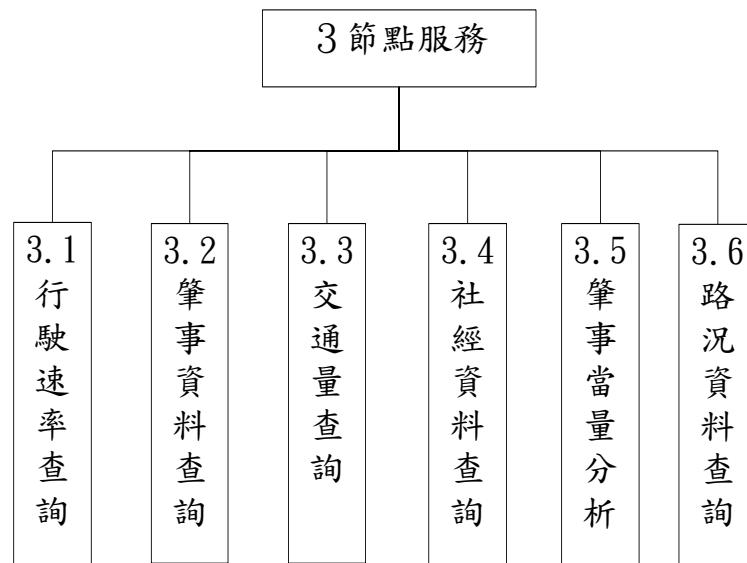 3節點服務
3.1行駛速率查詢
3.2肇事資料查詢
3.3交通量查詢
3.4社經資料查詢
3.5肇事當量分析
3.6路況資料查詢